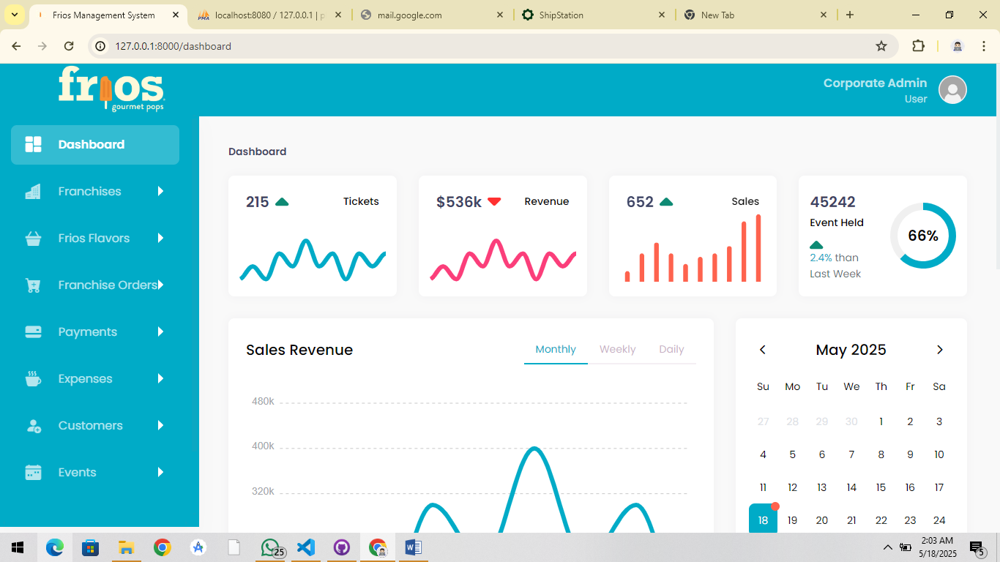 Frios Management System
localhost:8080 / 127.0.0.1 | p
mail.google.com
ShipStation
New Tab
127.0.0.1:8000/dashboard
frios
gourmet pops
Corporate Admin
User
Dashboard
Franchises
Frios Flavors
Franchise Orders
Payments
Expenses
Customers
Events
Dashboard
215
Tickets
$536k
Revenue
652
Sales
45242
Event Held
2.4% than
Last Week
66%
Sales Revenue
Monthly Weekly Daily
480k
400k
320k
May 2025
Su Mo Tu We Th Fr Sa
27 28 29 30 1 2 3
4 5 6 7 8 9 10
11 12 13 14 15 16 17
18 19 20 21 22 23 24
25
2:03 AM
5/18/2025
5